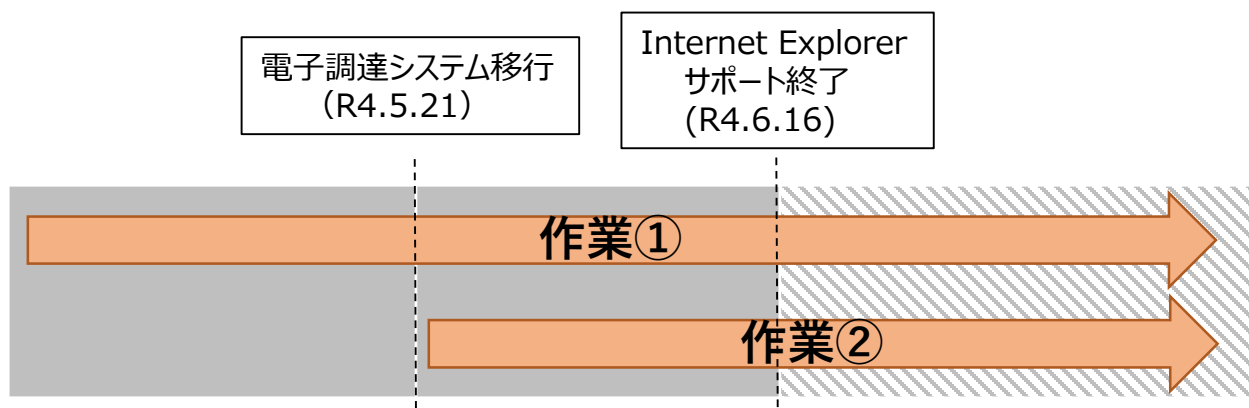 電子調達システム移行
（R4.5.21）
Internet Explorer
サポート終了
(R4.6.16)
作業①
作業②